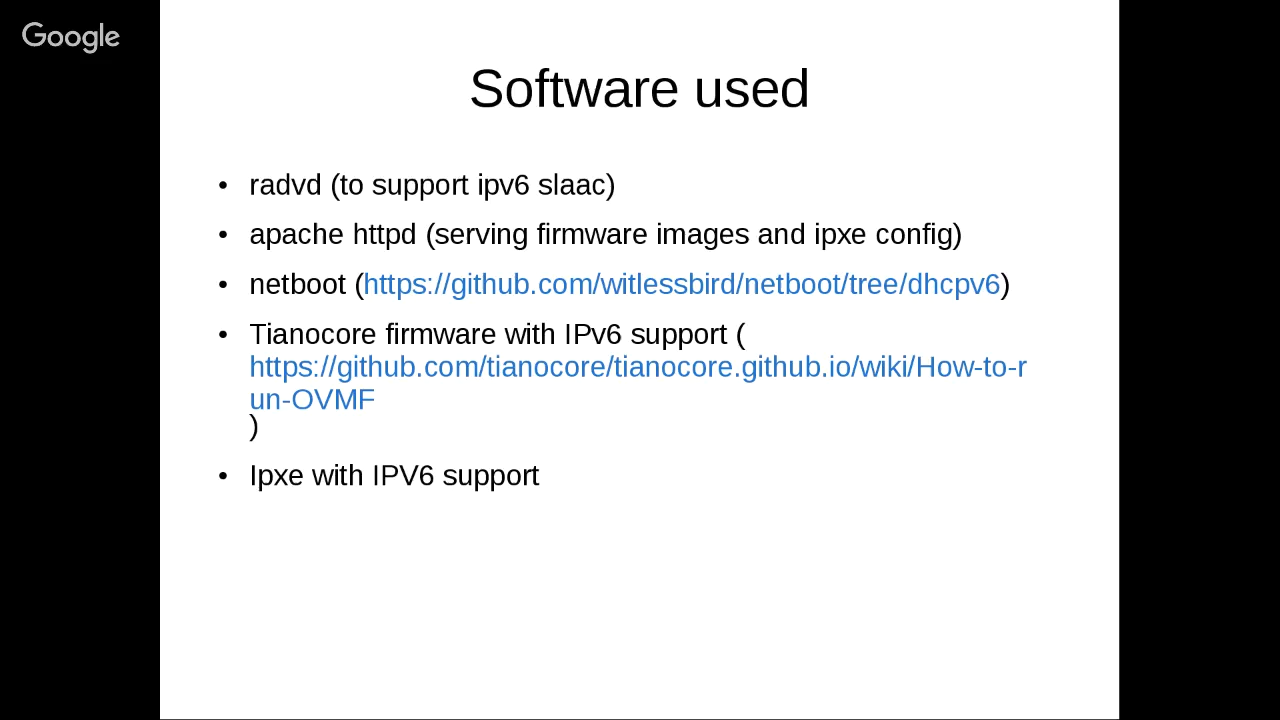 Google
Software used
• radvd (to support ipv6 slaac)
• apache httpd (serving firmware images and ipxe config)
• netboot (https://github.com/witlessbird/netboot/tree/dhcpv6)
• Tianocore firmware with IPv6 support (
https://github.com/tianocore/tianocore.github.io/wiki/How-to-r
un-OVMF
)
• Ipxe with IPV6 support